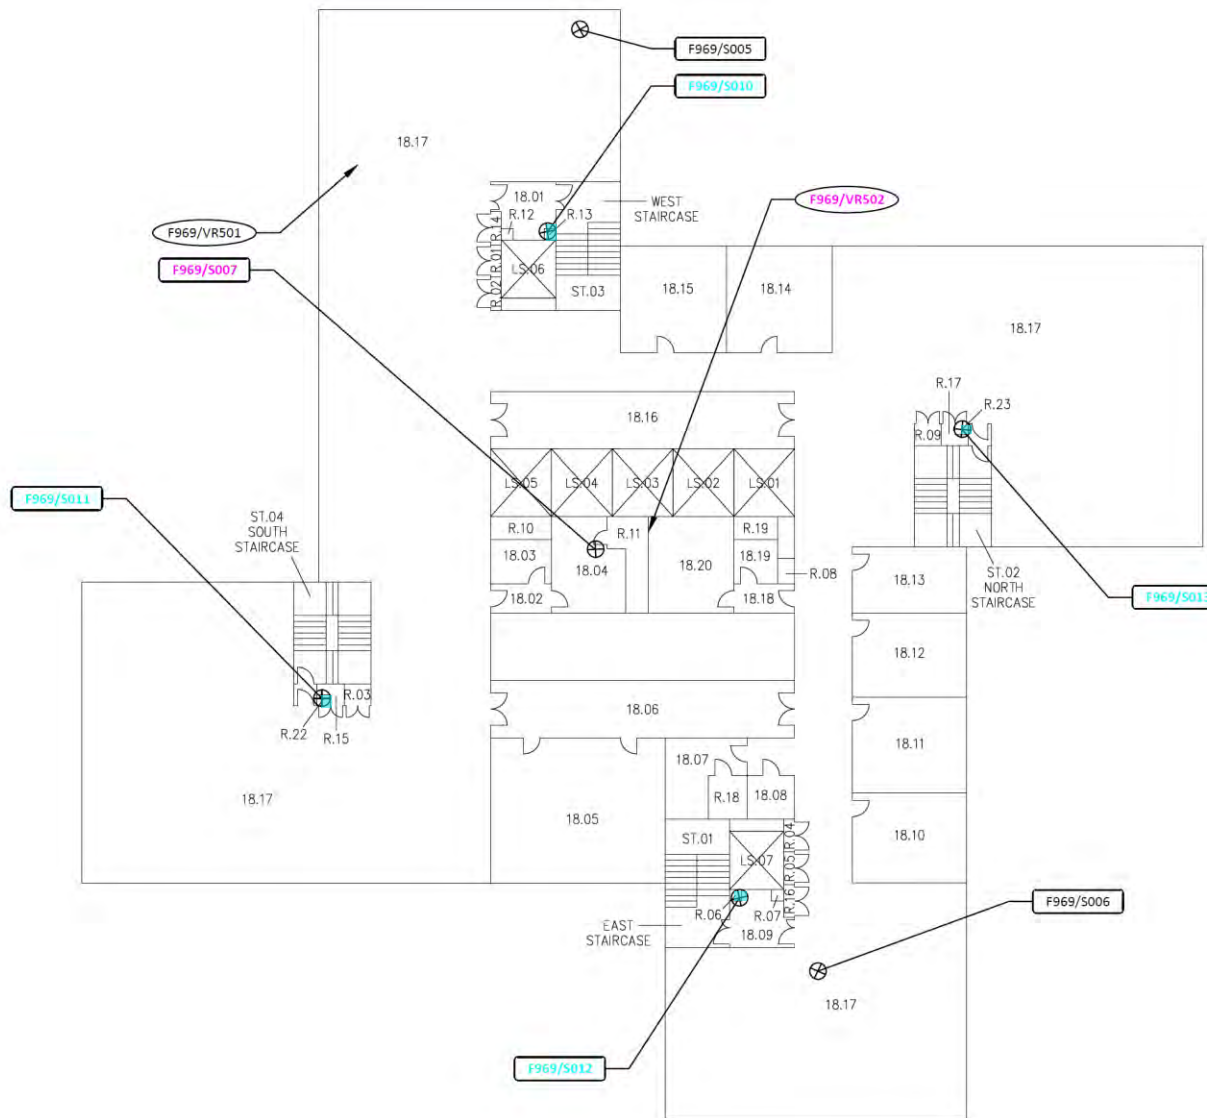 F969/S005
F969/S010
18.17
18.01
F969/VR502
WEST
STAIRCASE
R.12
R.13
R.14
F969/VR501
R.01
LS.06
F969/S007
R.02
ST.03
18.15
18.14
18.17
R.17
R.23
R.09
18.16
LS.05
LS.04
LS.03
LS.02
LS.01
F969/S011
ST.04
SOUTH
STAIRCASE
R.10
R.11
R.19
18.03
18.04
18.20
18.19
R.08
18.02
18.18
18.13
ST.02
NORTH
STAIRCASE
F969/S013
18.12
R.03
R.22
R.15
18.06
18.11
18.07
18.17
R.18
18.08
18.05
18.10
ST.01
R.04
LS.07
R.05
R.16
R.06
R.07
EAST
STAIRCASE
18.09
F969/S006
18.17
F969/S012